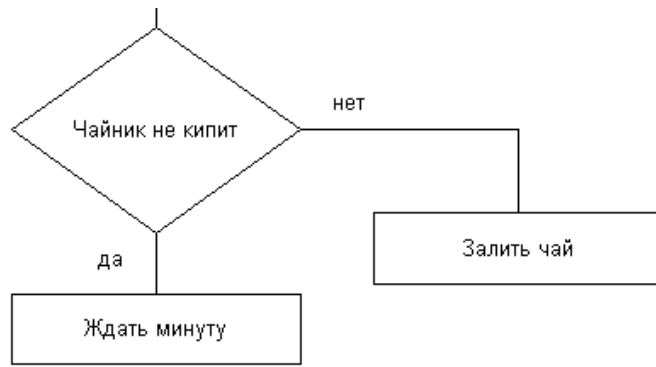 нет
Чайник не кипит
Залить чай
да
Ждать минуту